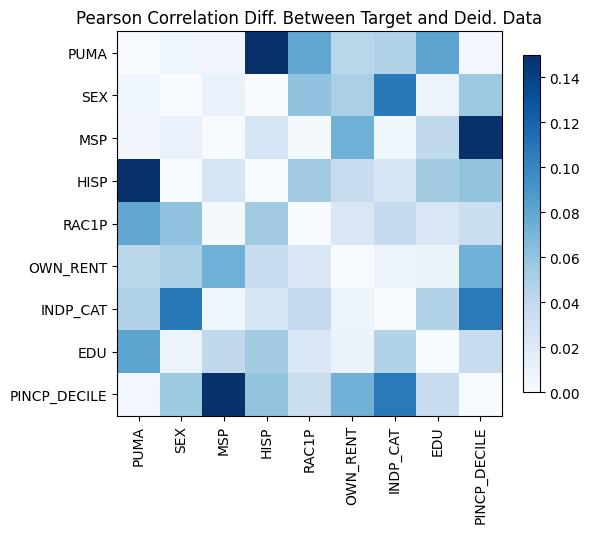 Pearson Correlation Diff. Between Target and Deid. Data
PUMA
SEX
MSP
HISP
RAC1P
OWN_RENT
INDP_CAT
EDU
PINCP_DECILE
PUMA
SEX
MSP
HISP
RAC1P
OWN_RENT
INDP_CAT
EDU
PINCP_DECILE
0.14
0.12
0.10
0.08
0.06
0.04
0.02
0.00